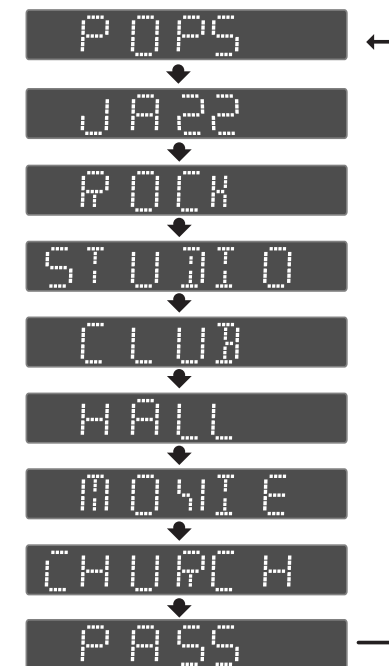 POPS
JAZZ
ROCK
STUDIO
CLUB
HALL
MOVIE
CHURCH
PASS